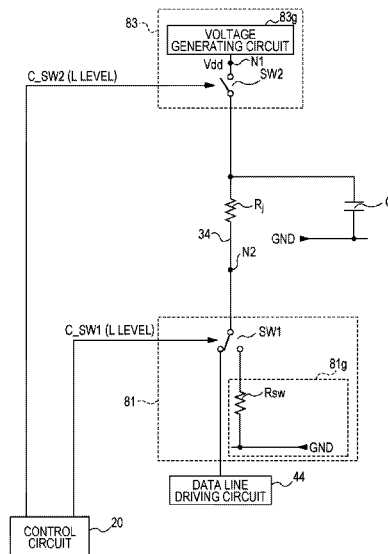 83
83g
VOLTAGE
GENERATING CIRCUIT
Vdd
N1
SW2
C_SW2 (L LEVEL)
Rj
C
34
GND
N2
C_SW1 (L LEVEL)
SW1
81g
81
Rsw
GND
DATA LINE
DRIVING CIRCUIT
44
20
CONTROL
CIRCUIT